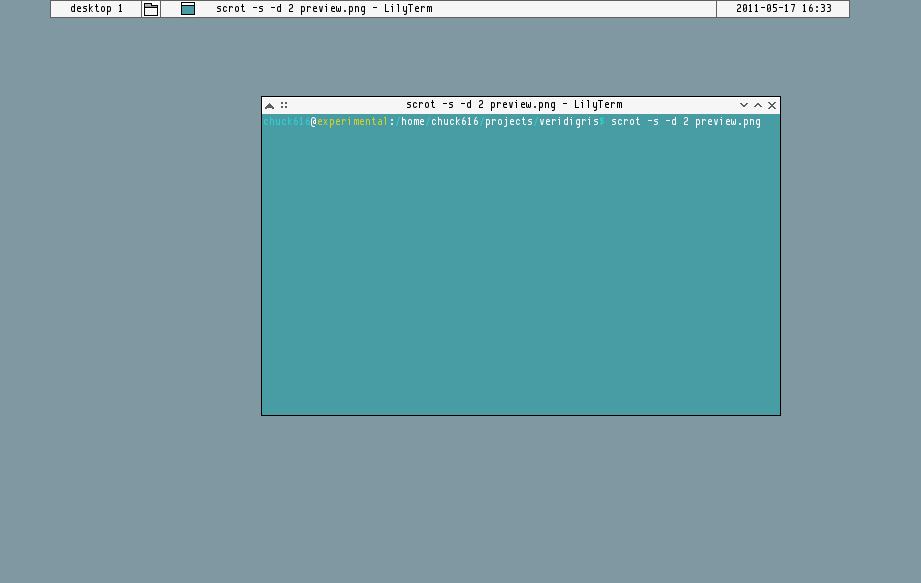 desktop 1 scrot -s -d 2 preview.png - LilyTerm 2011-05-17 16:33
scrot -s -d 2 preview.png - LilyTerm
chuck616@experimental:/home/chuck616/projects/veridigris$ scrot -s -d 2 preview.png